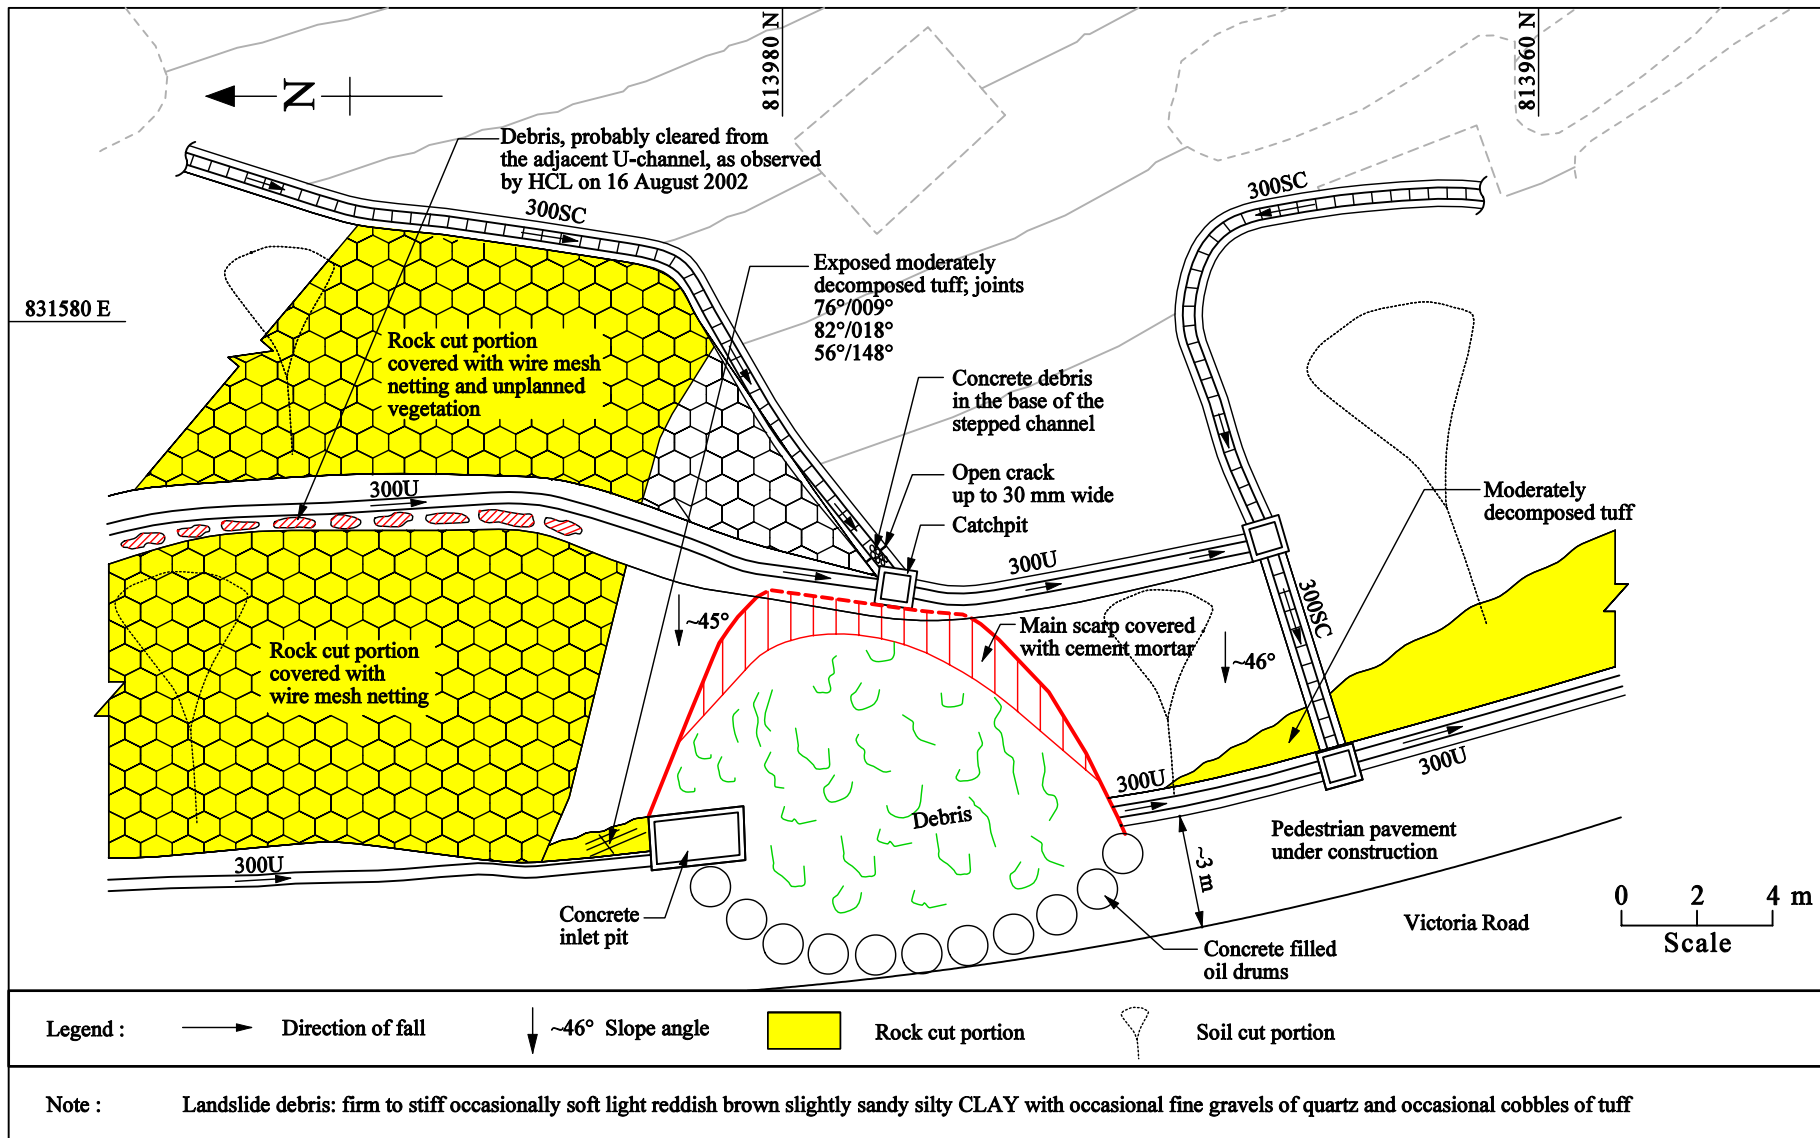 813980 N
813960 N
N
Debris, probably cleared from
the adjacent U-channel, as observed
by HCL on 16 August 2002
300SC
300SC
Exposed moderately
decomposed tuff; joints
76°/009°
82°/018°
56°/148°
831580 E
Rock cut portion
covered with wire mesh
netting and unplanned
vegetation
Concrete debris
in the base of the
stepped channel
Open crack
up to 30 mm wide
Catchpit
300U
Moderately
decomposed tuff
300U
300SC
~45°
Main scarp covered
with cement mortar
~46°
Rock cut portion
covered with
wire mesh netting
300U
300U
Debris
Pedestrian pavement
under construction
~3 m
300U
Concrete
inlet pit
Victoria Road
Concrete filled
oil drums
0 2 4 m
Scale
Legend :
Direction of fall
~46° Slope angle
Rock cut portion
Soil cut portion
Note : Landslide debris: firm to stiff occasionally soft light reddish brown slightly sandy silty CLAY with occasional fine gravels of quartz and occasional cobbles of tuff